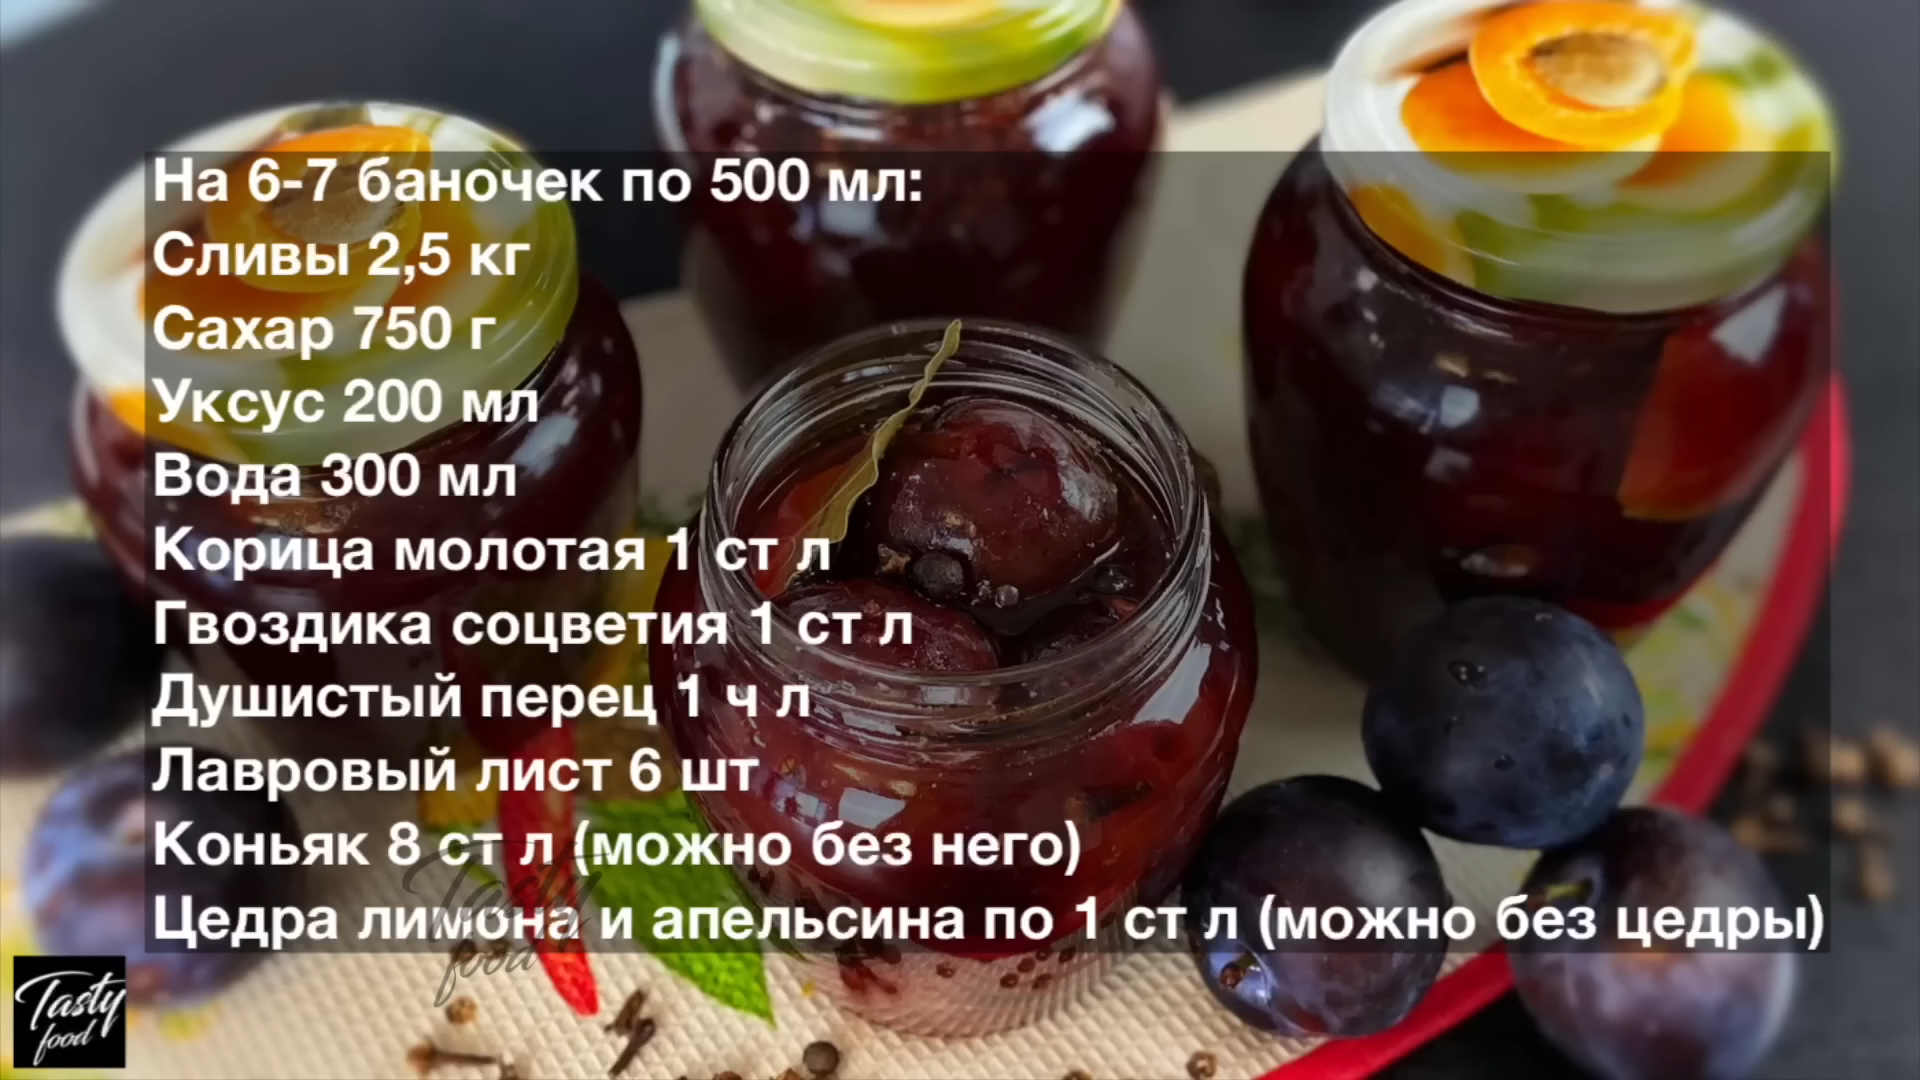 На 6-7 баночек по 500 мл:
Сливы 2,5 кг
Сахар 750 г
Уксус 200 мл
Вода 300 мл
Корица молотая 1 ст л
Гвоздика соцветия 1 ст л
Душистый перец 1 ч л
Лавровый лист 6 шт
Коньяк 8 ст л (можно без него)
Цедра лимона и апельсина по 1 ст л (можно без цедры)
Tasty
food
Tasty
food